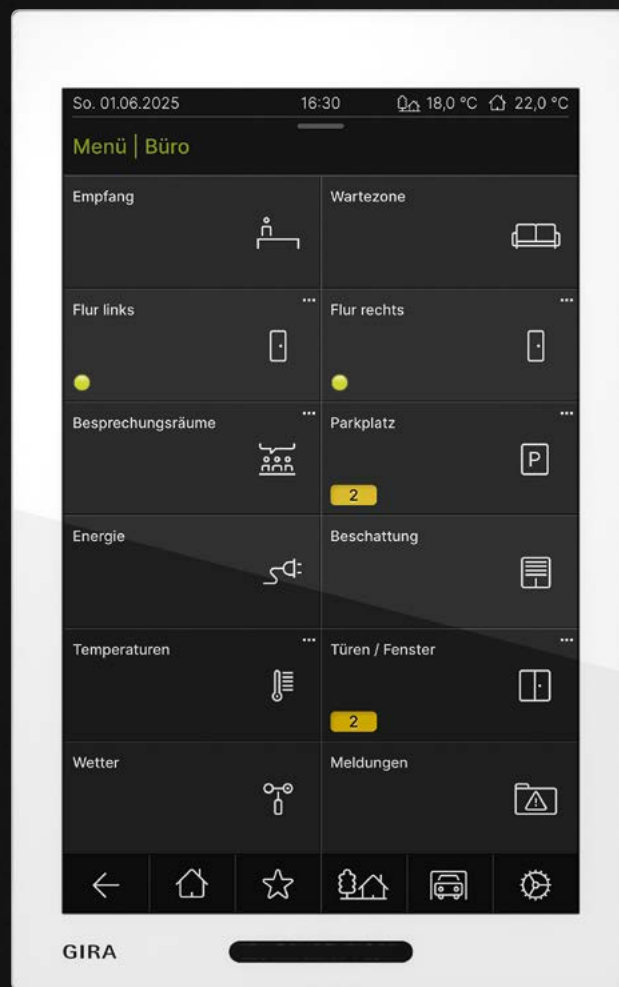 So. 01.06.2025 16:30 18,0 °C 22,0 °C
Menü | Büro
Empfang Wartezone
Flur links Flur rechts
Besprechungsräume Parkplatz
P
2
Energie Beschattung
Temperaturen Türen / Fenster
2
Wetter Meldungen
GIRA